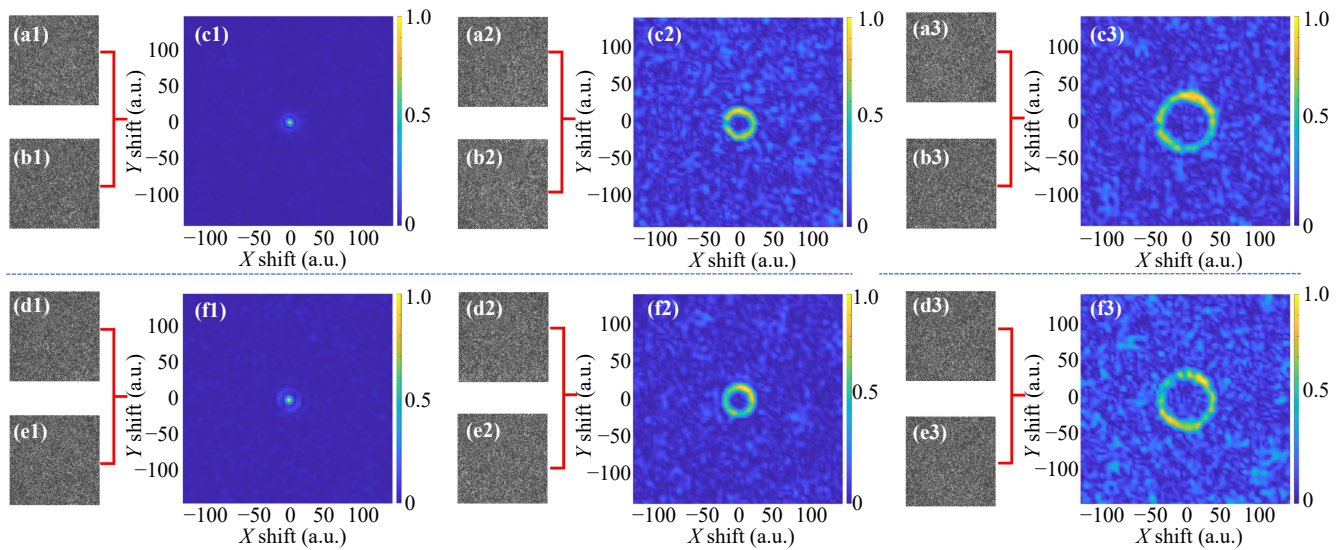 (a1)
(b1)
(c1)
Y shift (a.u.)
100
50
0
−50
−100
−100 −50 0 50 100
X shift (a.u.)
1.0
0.5
0
(a2)
(b2)
(c2)
Y shift (a.u.)
100
50
0
−50
−100
−100 −50 0 50 100
X shift (a.u.)
1.0
0.5
0
(a3)
(b3)
(c3)
Y shift (a.u.)
100
50
0
−50
−100
−100 −50 0 50 100
X shift (a.u.)
1.0
0.5
0
(d1)
(e1)
(f1)
Y shift (a.u.)
100
50
0
−50
−100
−100 −50 0 50 100
X shift (a.u.)
1.0
0.5
0
(d2)
(e2)
(f2)
Y shift (a.u.)
100
50
0
−50
−100
−100 −50 0 50 100
X shift (a.u.)
1.0
0.5
0
(d3)
(e3)
(f3)
Y shift (a.u.)
100
50
0
−50
−100
−100 −50 0 50 100
X shift (a.u.)
1.0
0.5
0